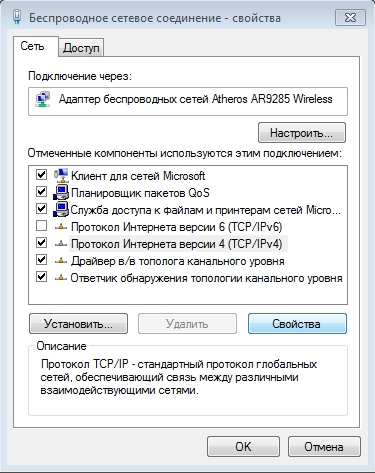 Беспроводное сетевое соединение - свойства
Сеть
Доступ
Подключение через:
Адаптер беспроводных сетей Atheros AR9285 Wireless
Настроить...
Отмеченные компоненты используются этим подключением:
Клиент для сетей Microsoft
Планировщик пакетов QoS
Служба доступа к файлам и принтерам сетей Micro...
Протокол Интернета версии 6 (TCP/IPv6)
Протокол Интернета версии 4 (TCP/IPv4)
Драйвер в/в тополога канального уровня
Ответчик обнаружения топологии канального уровня
Установить...
Удалить
Свойства
Описание
Протокол TCP/IP - стандартный протокол глобальных
сетей, обеспечивающий связь между различными
взаимодействующими сетями.
OK
Отмена